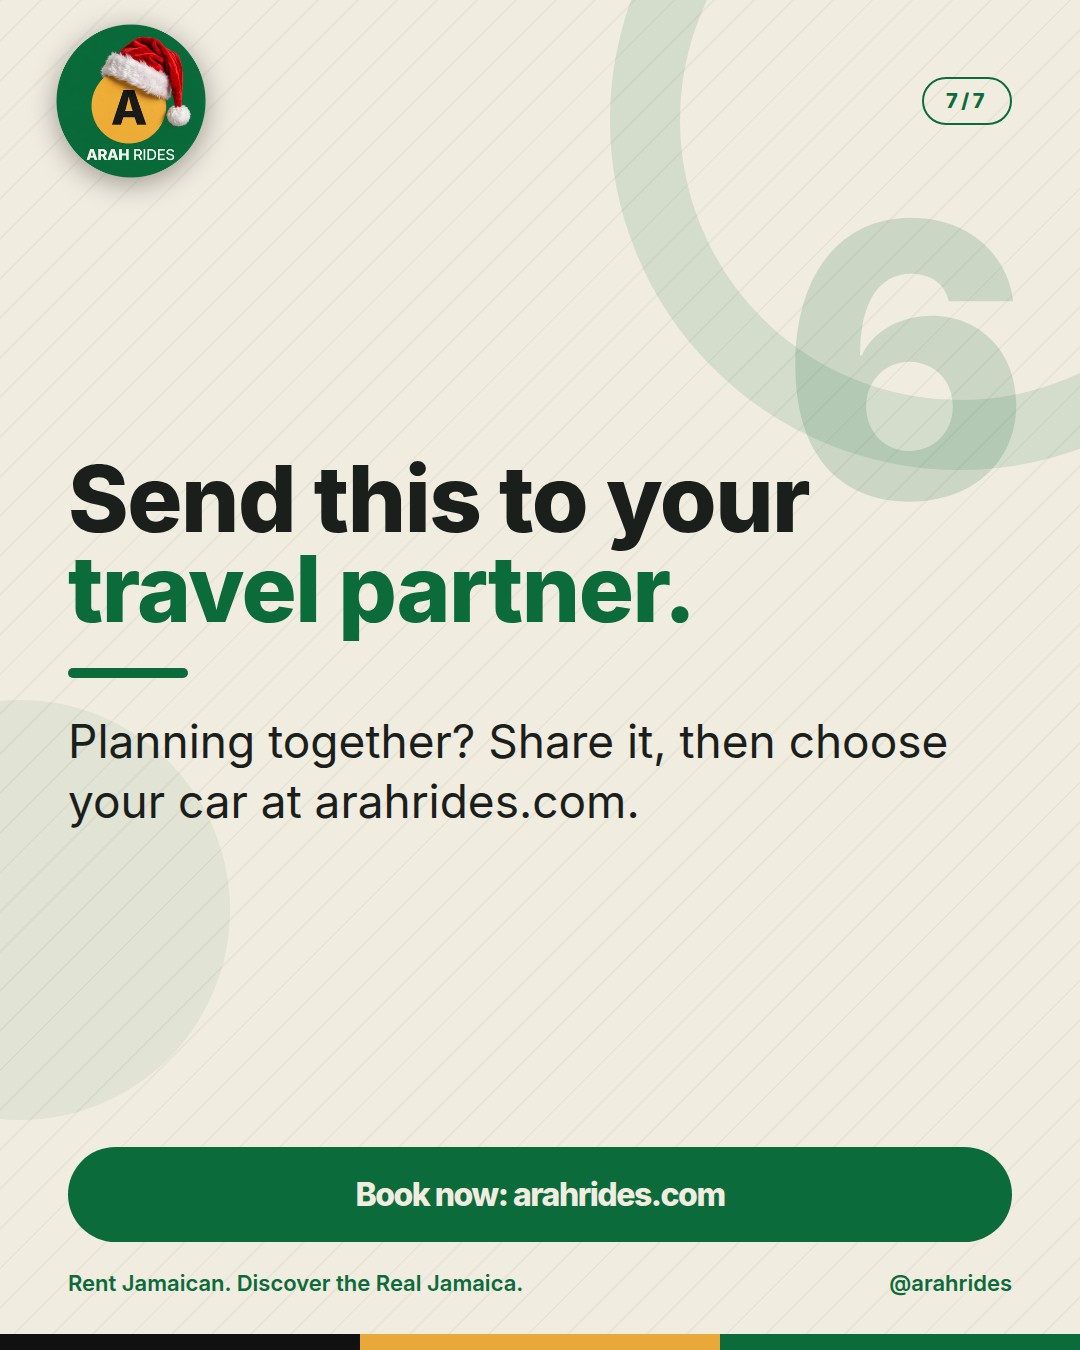 A
ARAH RIDES
7/7
6
Send this to your
travel partner.
Planning together? Share it, then choose
your car at arahrides.com.
Book now: arahrides.com
Rent Jamaican. Discover the Real Jamaica.
@arahrides